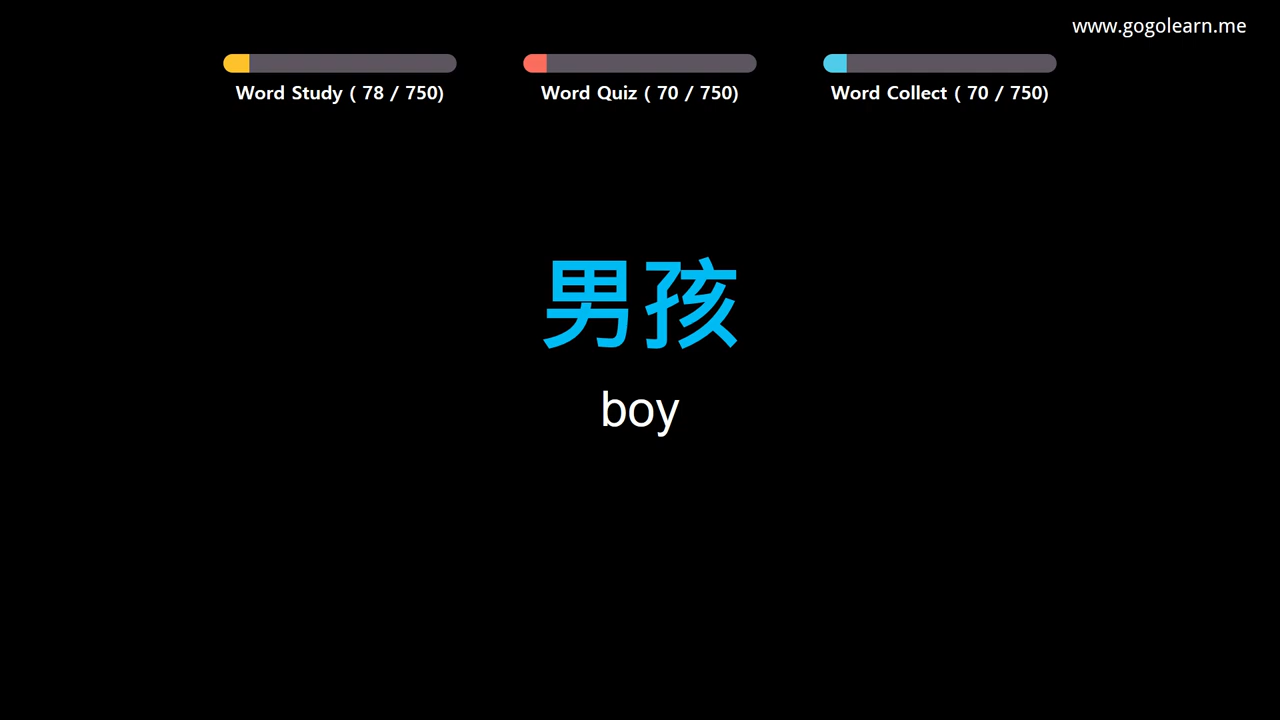 www.gogolearn.me
Word Study ( 78 / 750)
Word Quiz ( 70 / 750)
Word Collect ( 70 / 750)
男孩
boy